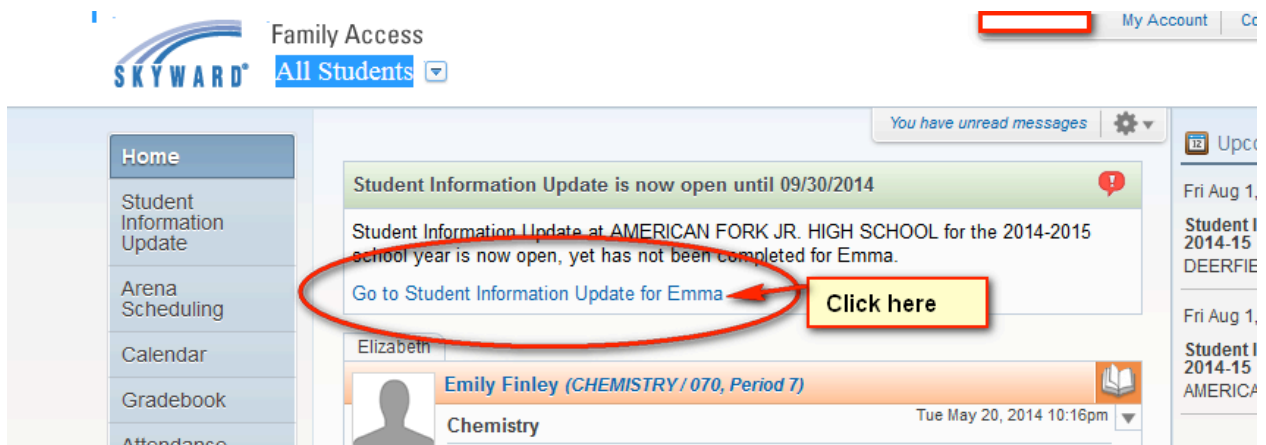 Family Access
My Account
SKYWARD®
All Students
You have unread messages
Home
Student
Information
Update
Arena
Scheduling
Calendar
Gradebook
Attendance
Student Information Update is now open until 09/30/2014
Student Information Update at AMERICAN FORK JR. HIGH SCHOOL for the 2014-2015
school year is now open, yet has not been completed for Emma.
Go to Student Information Update for Emma
Click here
Elizabeth
Emily Finley (CHEMISTRY / 070, Period 7)
Chemistry
Tue May 20, 2014 10:16pm
12
Fri Aug 1,
Student
2014-15
Fri Aug 1,
Student
2014-15